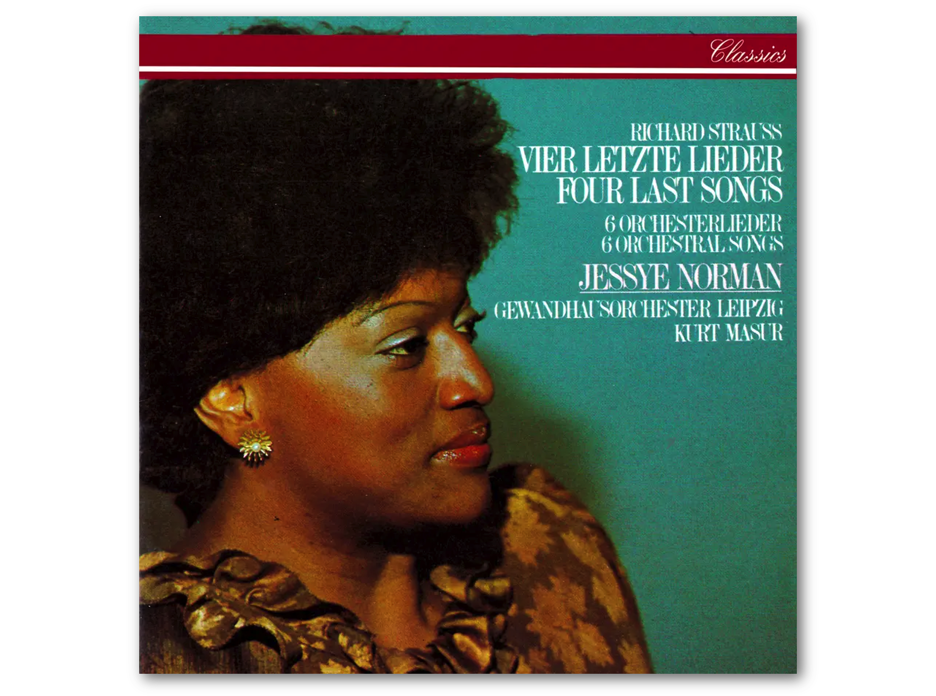 Classics
RICHARD STRAUSS
VIER LETZTE LIEDER
FOUR LAST SONGS
6 ORCHESTERLIEDER
6 ORCHESTRAL SONGS
JESSYE NORMAN
GEWANDHAUSORCHESTER LEIPZIG
KURT MASUR